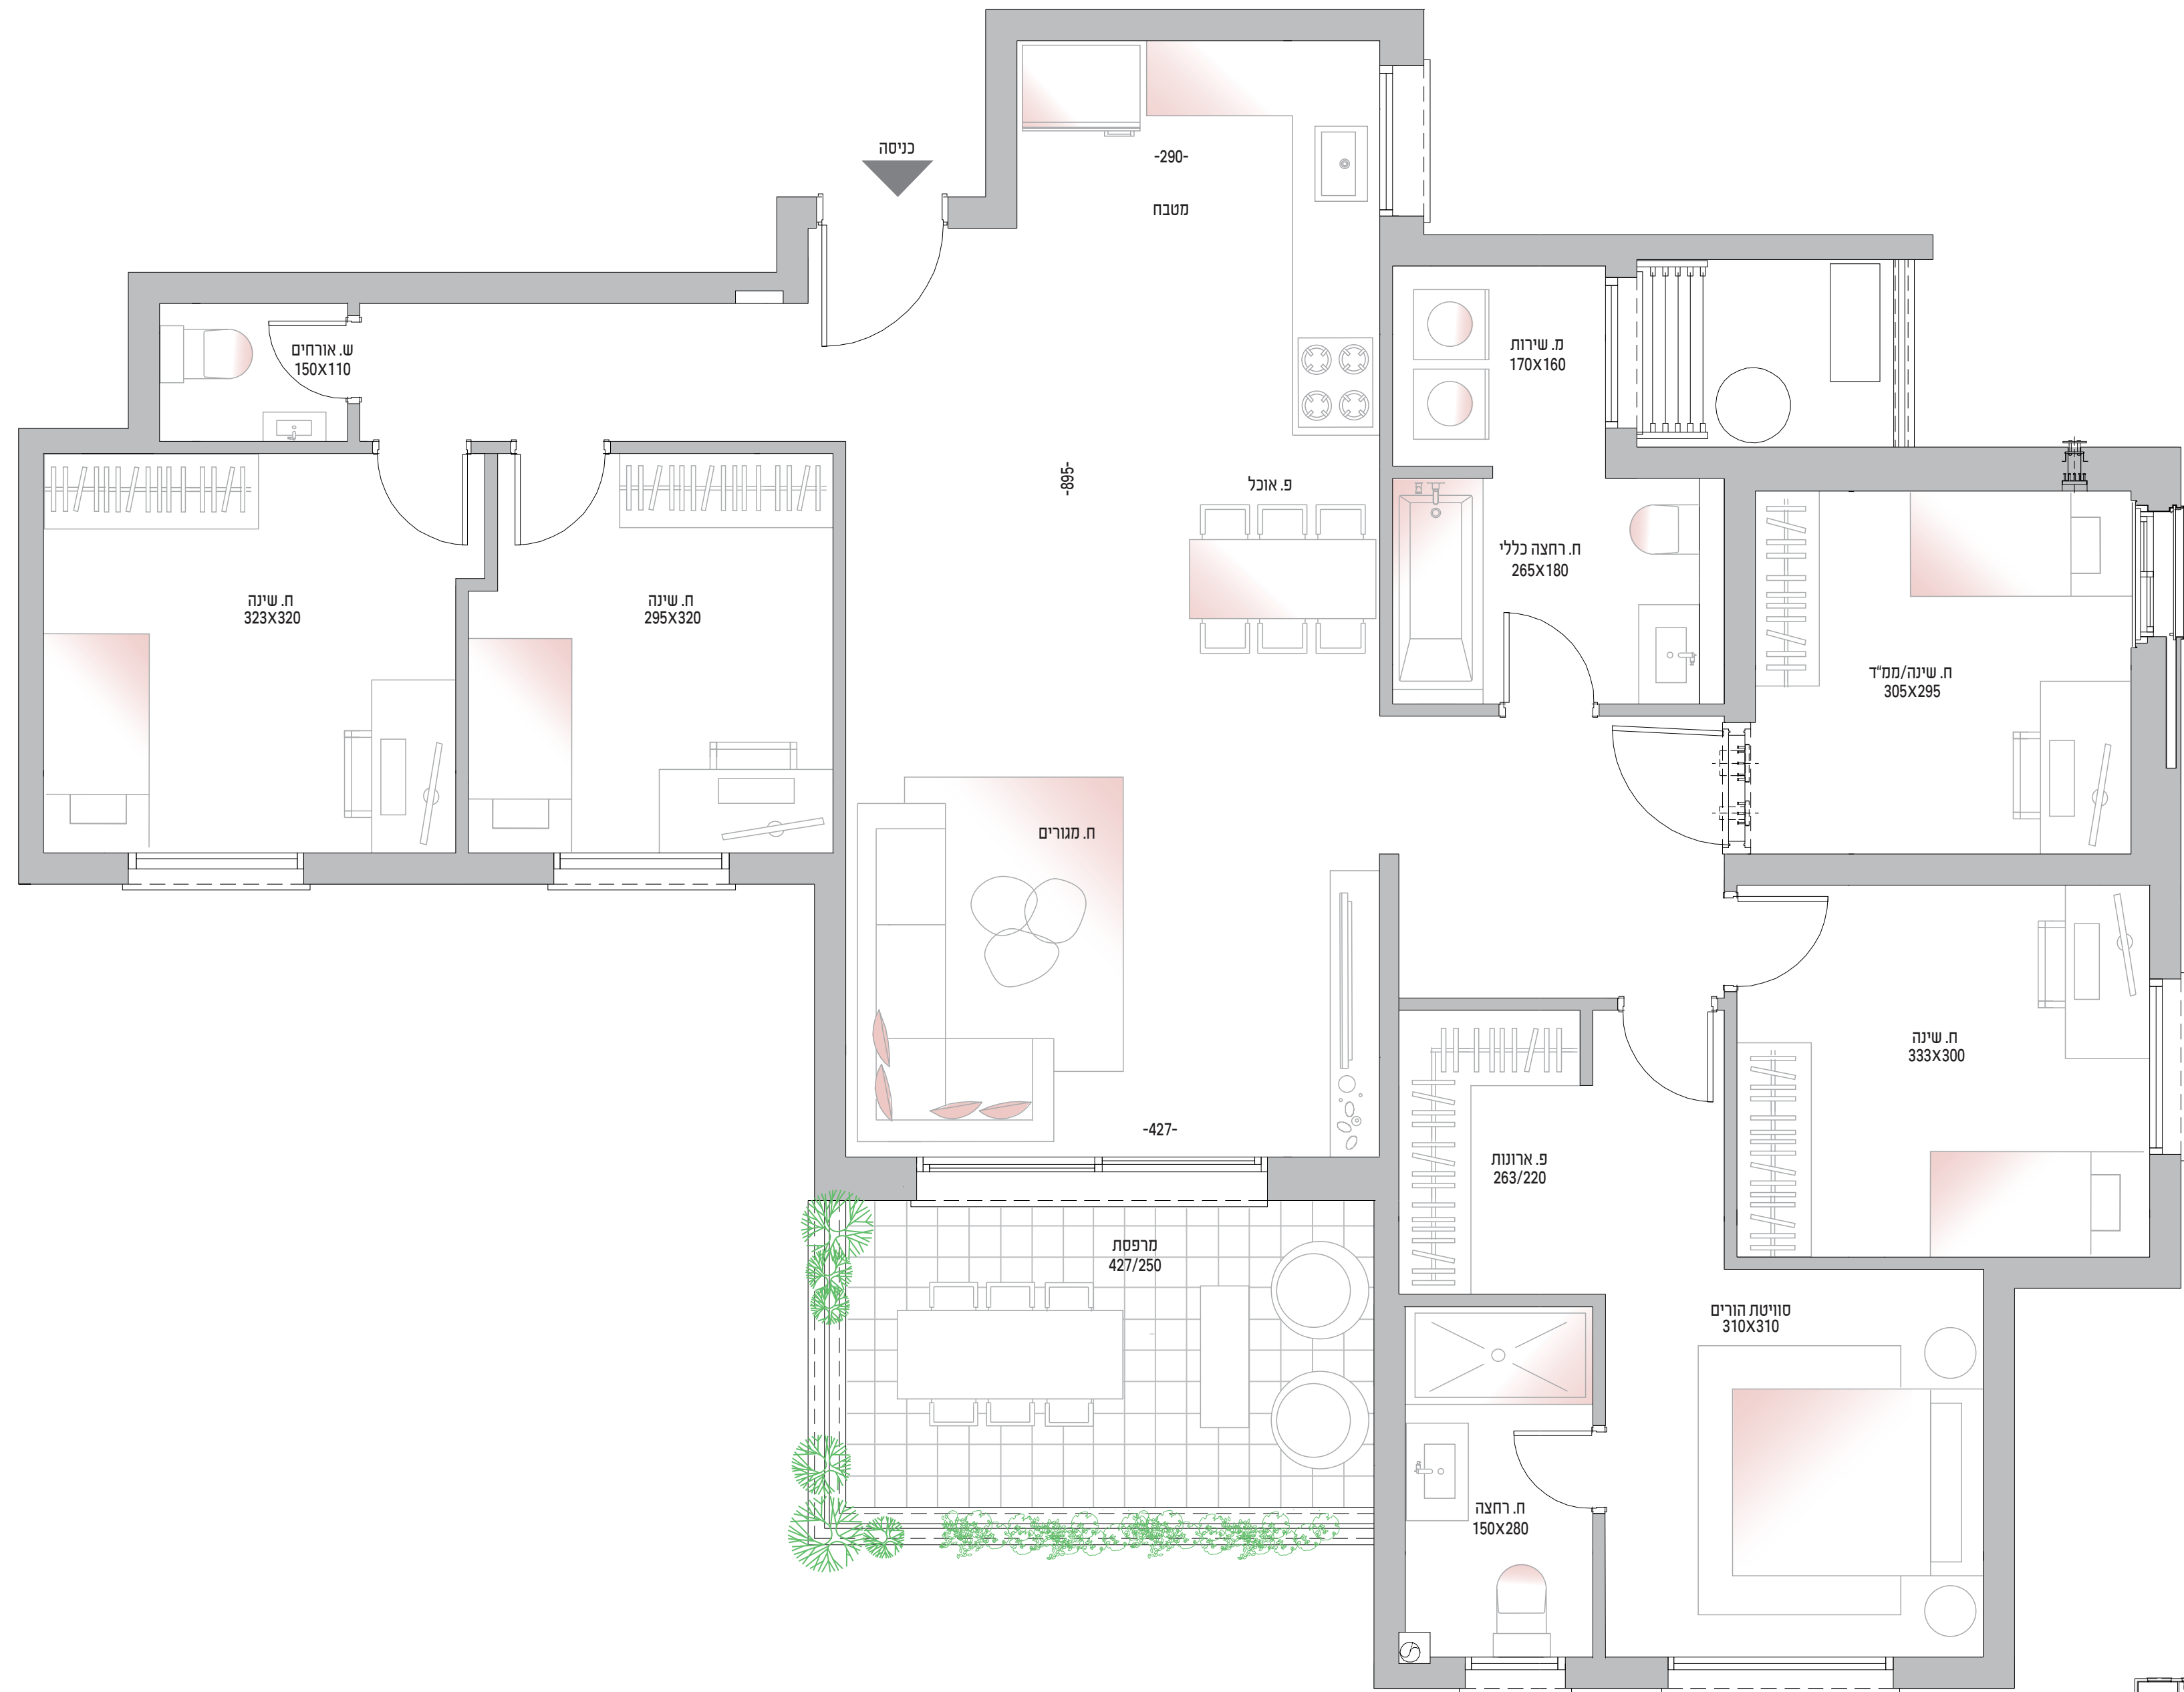 כניסה
-290-
מטבח
ש. אורחים
150X110
מ. שירות
170X160
-895-
פ. אוכל
ח. רחצה כללי
265X180
ח. שינה
323X320
ח. שינה
295X320
ח. שינה/ממ"ד
305X295
ח. מגורים
ח. שינה
333X300
-427-
פ. ארונות
263/220
מרפסת
427/250
סוויטת הורים
310X310
ח. רחצה
150X280